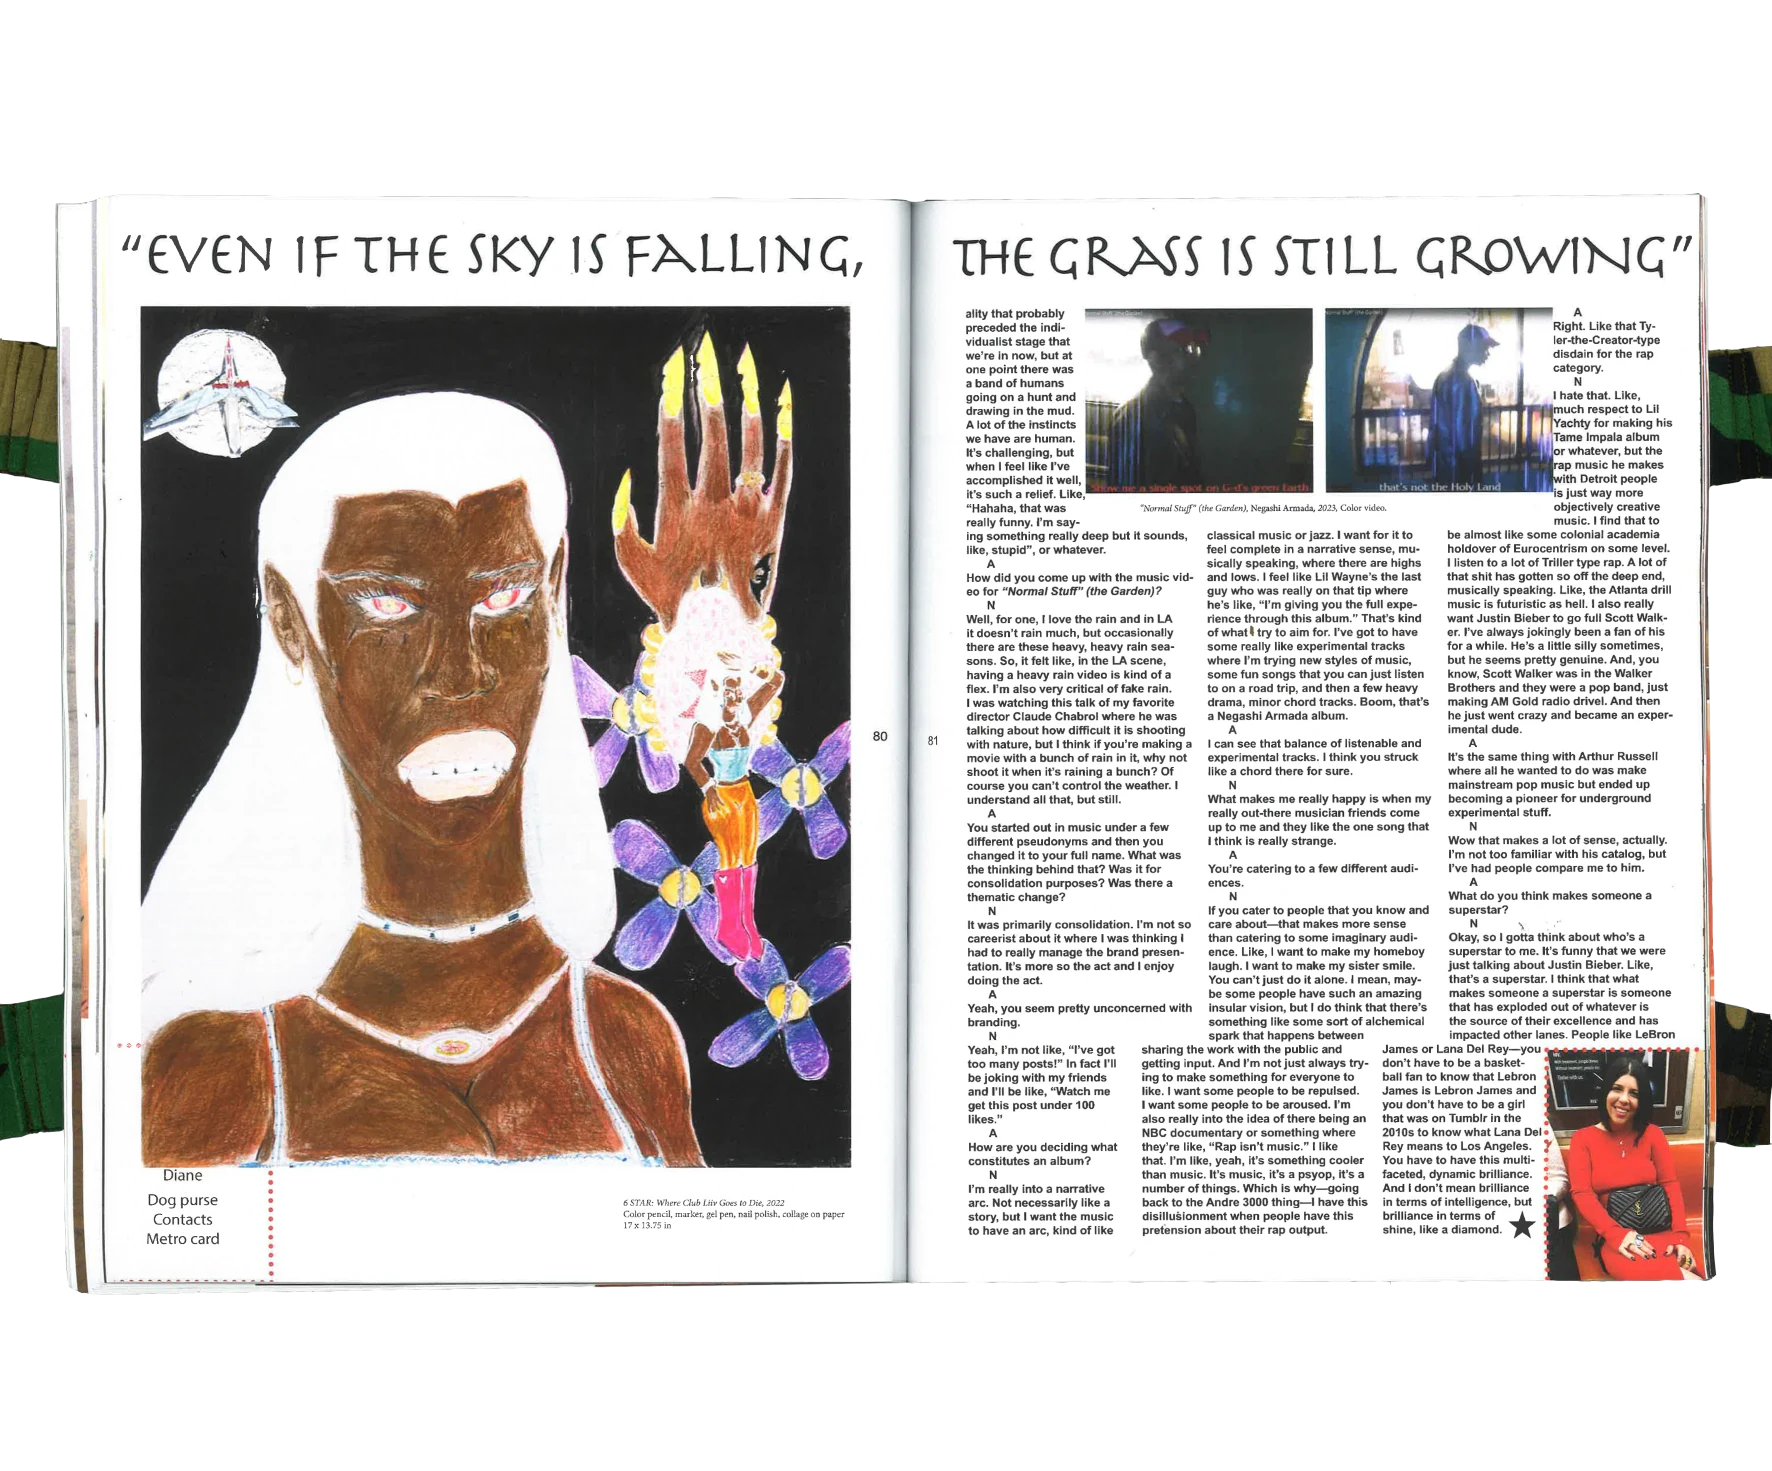 “EVEN IF THE SKY IS FALLING,
Diane
Dog purse
Contacts
Metro card
6 STAR: Where Club Liiv Goes to Die, 2022
Color pencil, marker, gel pen, nail polish, collage on paper
17 x 13.75 in
80
81
THE GRASS IS STILL GROWING”
ality that probably
preceded the indi-
vidualist stage that
we’re in now, but at
one point there was
a band of humans
going on a hunt and
drawing in the mud.
A lot of the instincts
we have are human.
It’s challenging, but
when I feel like I’ve
accomplished it well,
it’s such a relief. Like,
“Hahaha, that was
really funny. I’m say-
ing something really deep but it sounds,
like, stupid”, or whatever.
A
How did you come up with the music vid-
eo for “Normal Stuff” (the Garden)?
N
Well, for one, I love the rain and in LA
it doesn’t rain much, but occasionally
there are these heavy, heavy rain sea-
sons. So, it felt like, in the LA scene,
having a heavy rain video is kind of a
flex. I’m also very critical of fake rain.
I was watching this talk of my favorite
director Claude Chabrol where he was
talking about how difficult it is shooting
with nature, but I think if you’re making a
movie with a bunch of rain in it, why not
shoot it when it’s raining a bunch? Of
course you can’t control the weather. I
understand all that, but still.
A
You started out in music under a few
different pseudonyms and then you
changed it to your full name. What was
the thinking behind that? Was it for
consolidation purposes? Was there a
thematic change?
N
It was primarily consolidation. I’m not so
careerist about it where I was thinking I
had to really manage the brand presen-
tation. It’s more so the act and I enjoy
doing the act.
A
Yeah, you seem pretty unconcerned with
branding.
N
Yeah, I’m not like, “I’ve got
too many posts!” In fact I’ll
be joking with my friends
and I’ll be like, “Watch me
get this post under 100
likes.”
A
How are you deciding what
constitutes an album?
N
I’m really into a narrative
arc. Not necessarily like a
story, but I want the music
to have an arc, kind of like
Normal Stuff" (the Garden)
Show me a single spot on G-d's green Earth
Normal Stuff" (the Garden)
that's not the Holy Land
“Normal Stuff” (the Garden), Negashi Armada, 2023, Color video.
classical music or jazz. I want for it to
feel complete in a narrative sense, mu-
sically speaking, where there are highs
and lows. I feel like Lil Wayne’s the last
guy who was really on that tip where
he’s like, “I’m giving you the full expe-
rience through this album.” That’s kind
of what I try to aim for. I’ve got to have
some really like experimental tracks
where I’m trying new styles of music,
some fun songs that you can just listen
to on a road trip, and then a few heavy
drama, minor chord tracks. Boom, that’s
a Negashi Armada album.
A
I can see that balance of listenable and
experimental tracks. I think you struck
like a chord there for sure.
N
What makes me really happy is when my
really out-there musician friends come
up to me and they like the one song that
I think is really strange.
A
You’re catering to a few different audi-
ences.
N
If you cater to people that you know and
care about—that makes more sense
than catering to some imaginary audi-
ence. Like, I want to make my homeboy
laugh. I want to make my sister smile.
You can’t just do it alone. I mean, may-
be some people have such an amazing
insular vision, but I do think that there’s
something like some sort of alchemical
spark that happens between
sharing the work with the public and
getting input. And I’m not just always try-
ing to make something for everyone to
like. I want some people to be repulsed.
I want some people to be aroused. I’m
also really into the idea of there being an
NBC documentary or something where
they’re like, “Rap isn’t music.” I like
that. I’m like, yeah, it’s something cooler
than music. It’s music, it’s a psyop, it’s a
number of things. Which is why—going
back to the Andre 3000 thing—I have this
disillusionment when people have this
pretension about their rap output.
A
Right. Like that Ty-
ler-the-Creator-type
disdain for the rap
category.
N
I hate that. Like,
much respect to Lil
Yachty for making his
Tame Impala album
or whatever, but the
rap music he makes
with Detroit people
is just way more
objectively creative
music. I find that to
be almost like some colonial academia
holdover of Eurocentrism on some level.
I listen to a lot of Triller type rap. A lot of
that shit has gotten so off the deep end,
musically speaking. Like, the Atlanta drill
music is futuristic as hell. I also really
want Justin Bieber to go full Scott Walk-
er. I’ve always jokingly been a fan of his
for a while. He’s a little silly sometimes,
but he seems pretty genuine. And, you
know, Scott Walker was in the Walker
Brothers and they were a pop band, just
making AM Gold radio drivel. And then
he just went crazy and became an exper-
imental dude.
A
It’s the same thing with Arthur Russell
where all he wanted to do was make
mainstream pop music but ended up
becoming a pioneer for underground
experimental stuff.
N
Wow that makes a lot of sense, actually.
I’m not too familiar with his catalog, but
I’ve had people compare me to him.
A
What do you think makes someone a
superstar?
N
Okay, so I gotta think about who’s a
superstar to me. It’s funny that we were
just talking about Justin Bieber. Like,
that’s a superstar. I think that what
makes someone a superstar is someone
that has exploded out of whatever is
the source of their excellence and has
impacted other lanes. People like LeBron
James or Lana Del Rey—you
don’t have to be a basket-
ball fan to know that Lebron
James is Lebron James and
you don’t have to be a girl
that was on Tumblr in the
2010s to know what Lana Del
Rey means to Los Angeles.
You have to have this multi-
faceted, dynamic brilliance.
And I don’t mean brilliance
in terms of intelligence, but
brilliance in terms of
shine, like a diamond.